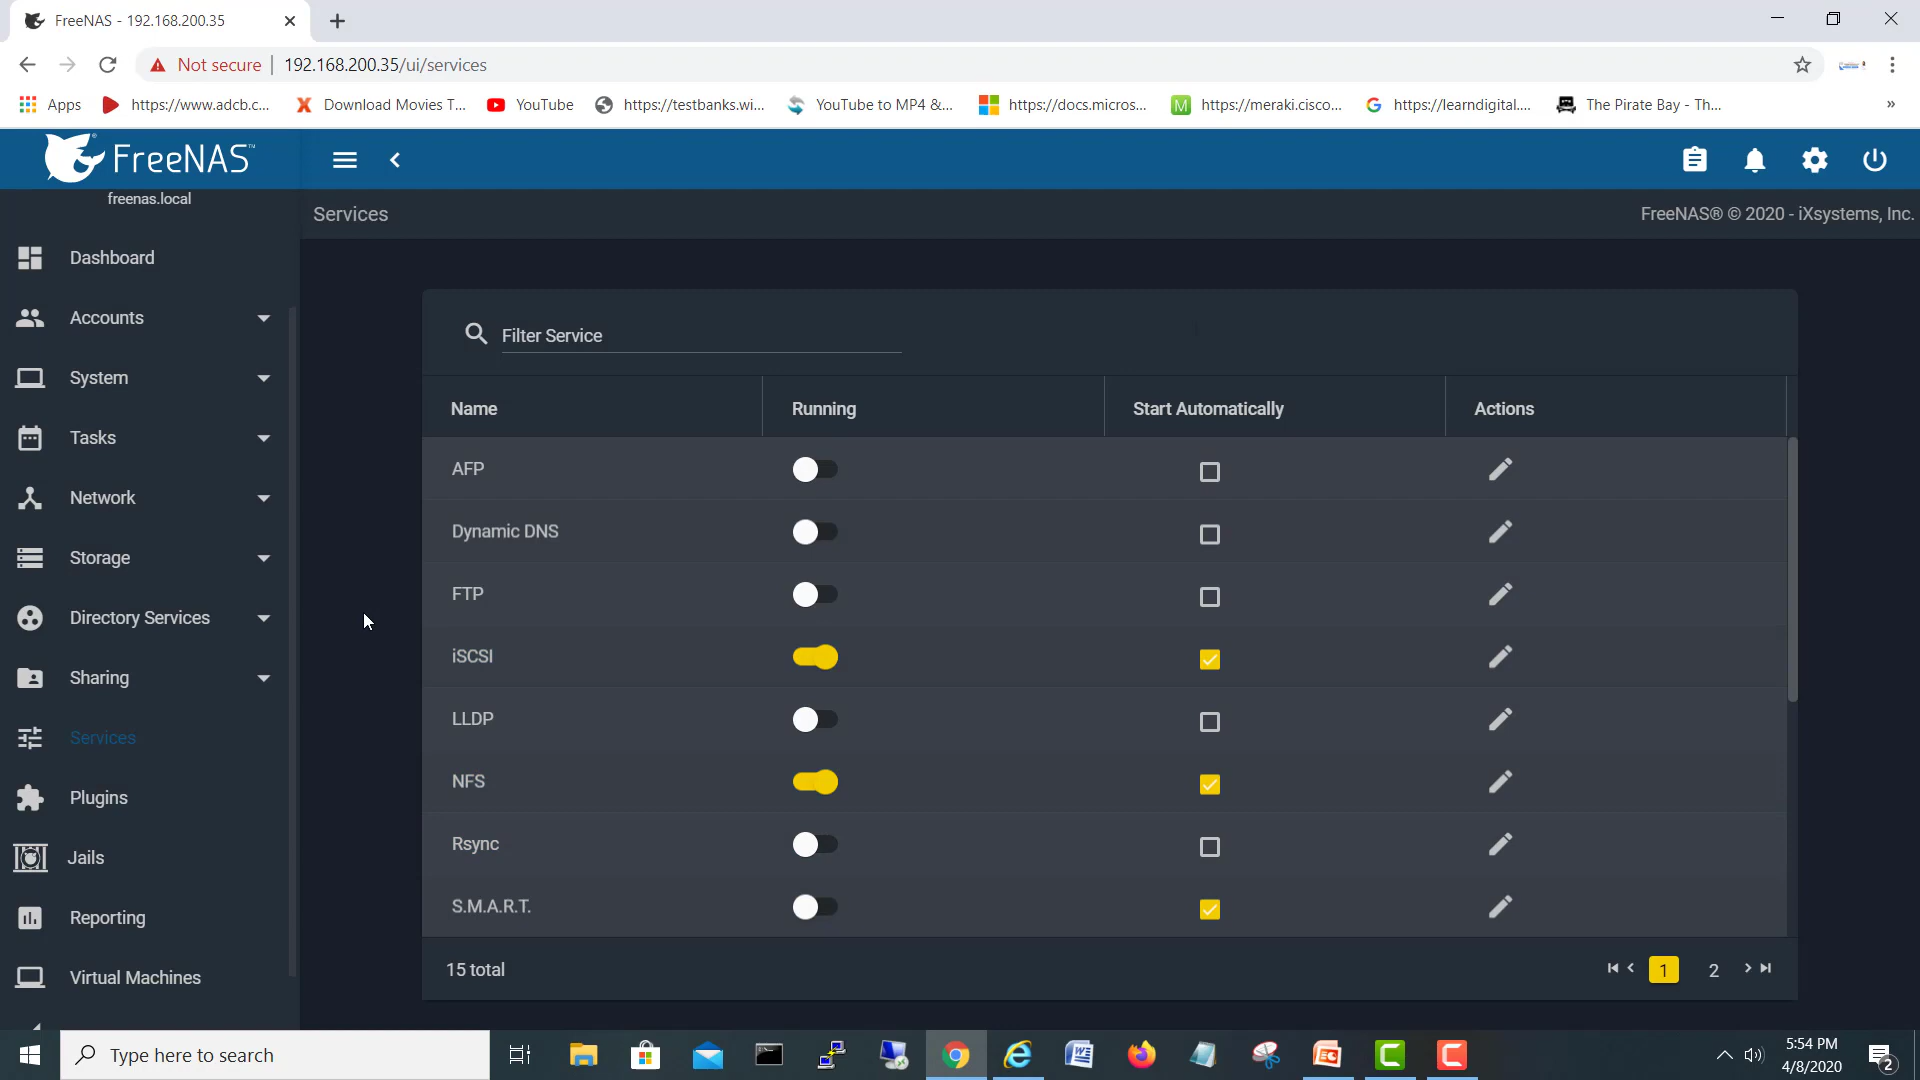 FreeNAS - 192.168.200.35
Not secure
192.168.200.35/ui/services
Apps
https://www.adcb.c...
Download Movies T...
YouTube
https://testbanks.wi...
YouTube to MP4 &...
https://docs.micros...
https://meraki.cisco...
https://learndigital....
The Pirate Bay - Th...
»
FreeNAS
freenas.local
Services
FreeNAS® © 2020 - iXsystems, Inc.
Dashboard
Accounts
System
Tasks
Network
Storage
Directory Services
Sharing
Services
Plugins
Jails
Reporting
Virtual Machines
Filter Service
Name Running Start Automatically Actions
AFP
Dynamic DNS
FTP
iSCSI
LLDP
NFS
Rsync
S.M.A.R.T.
15 total
1 2
Type here to search
5:54 PM
4/8/2020
2